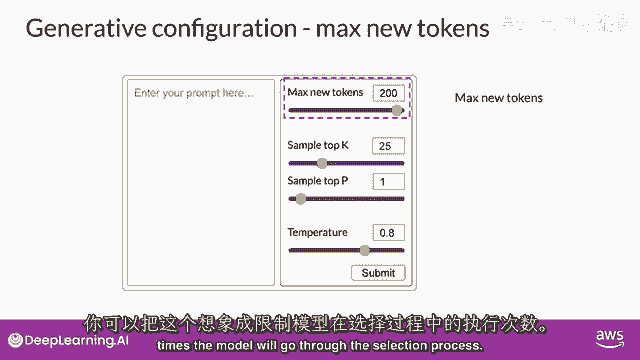 Generative configuration - max new tokens
Enter your prompt here...
Max new tokens 200
Sample top K 25
Sample top P 1
Temperature 0.8
Submit
Max new tokens
你可以把这个想象成限制模型在选择过程中的执行次数。
times the model will go through the selection process.
DeepLearning.AI
aws